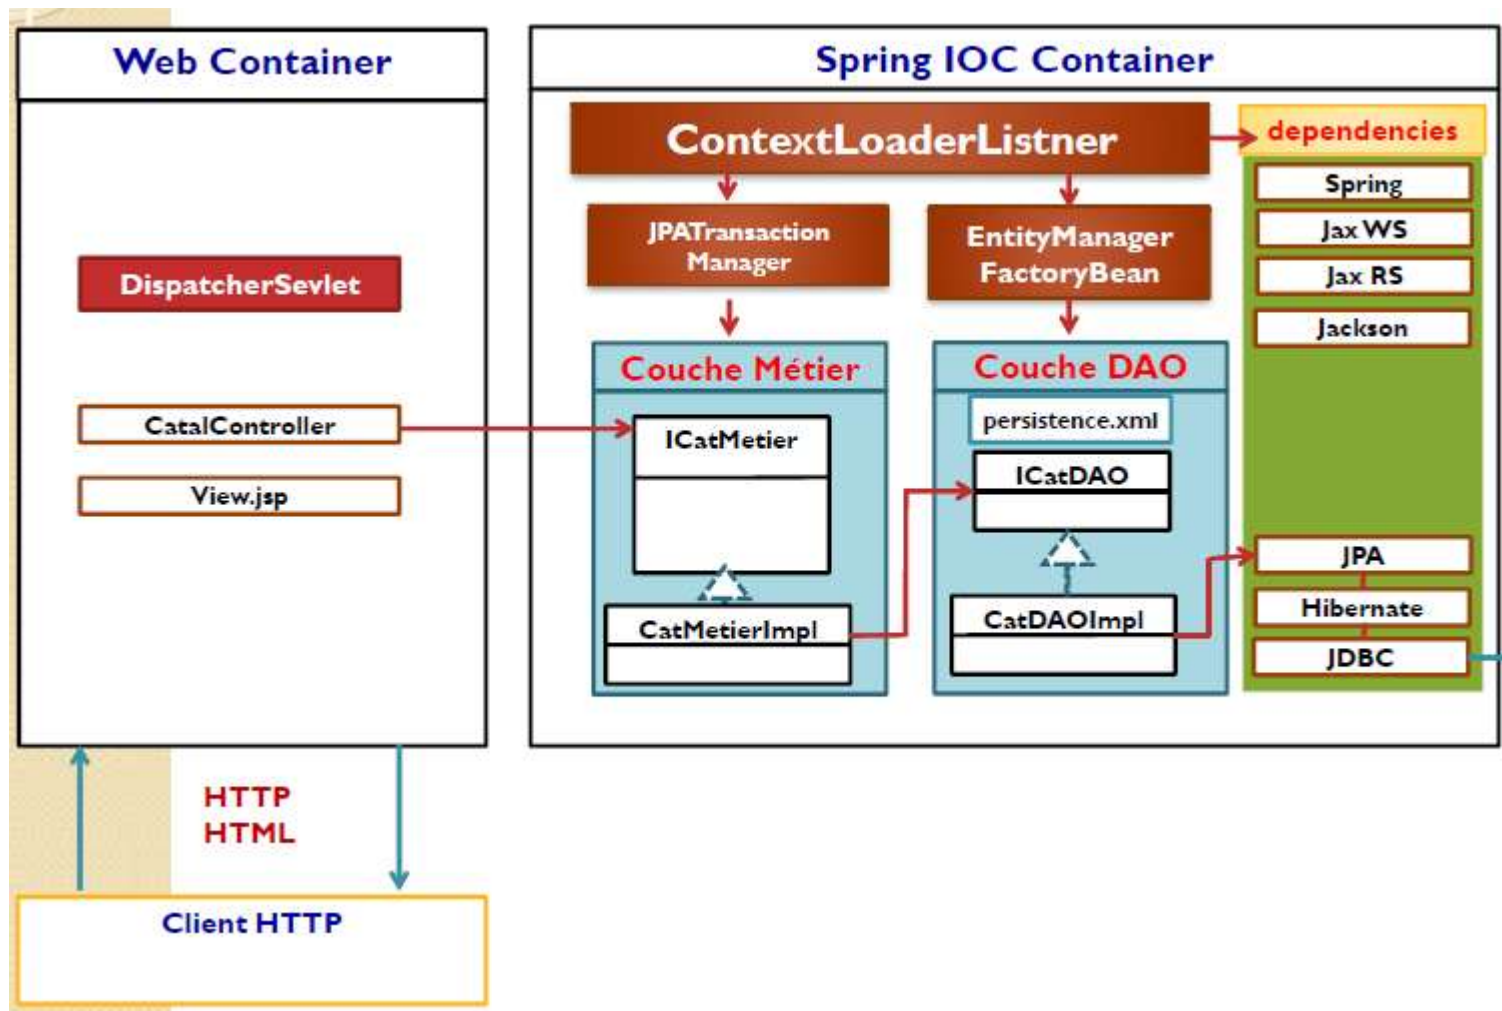 Web Container
DispatcherSevlet
CatalController
View.jsp
HTTP
HTML
Client HTTP
Spring IOC Container
ContextLoaderListner
JPATransaction
Manager
EntityManager
FactoryBean
Couche Métier
ICatMetier
CatMetierImpl
Couche DAO
persistence.xml
ICatDAO
CatDAOImpl
dependencies
Spring
Jax WS
Jax RS
Jackson
JPA
Hibernate
JDBC